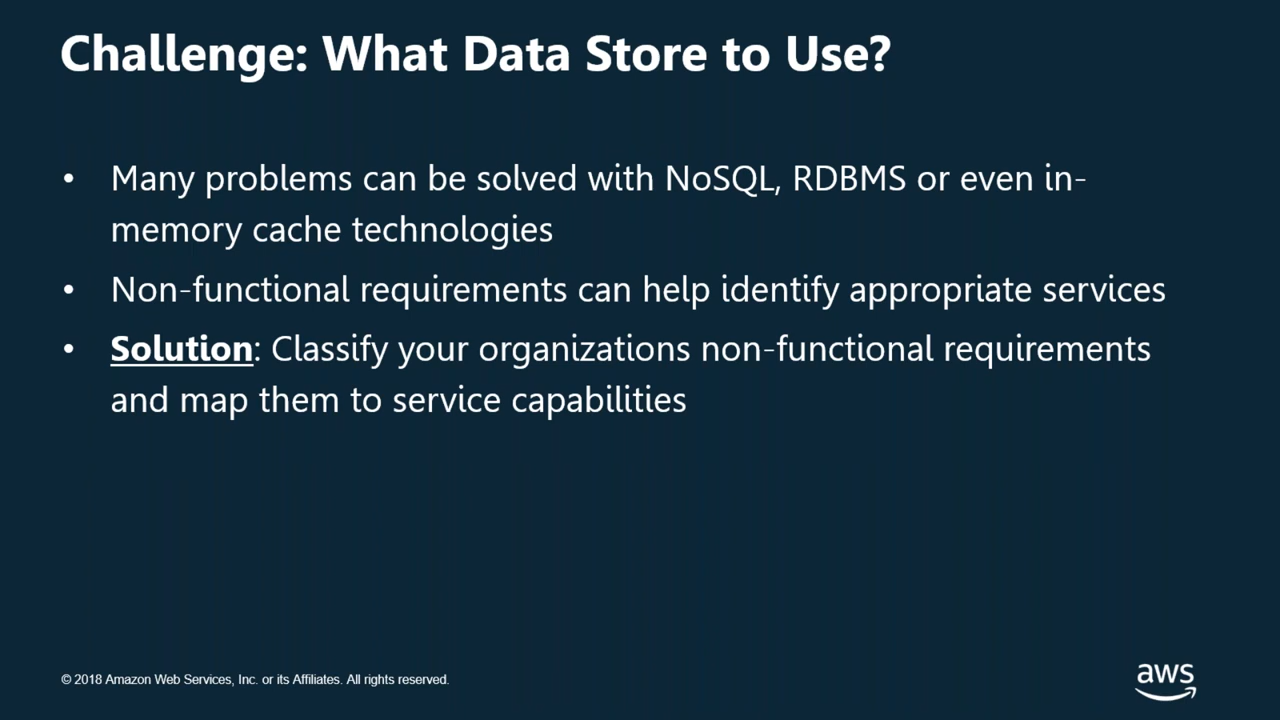 Challenge: What Data Store to Use?
• Many problems can be solved with NoSQL, RDBMS or even in-
memory cache technologies
• Non-functional requirements can help identify appropriate services
• Solution: Classify your organizations non-functional requirements
and map them to service capabilities
© 2018 Amazon Web Services, Inc. or its Affiliates. All rights reserved.
aws